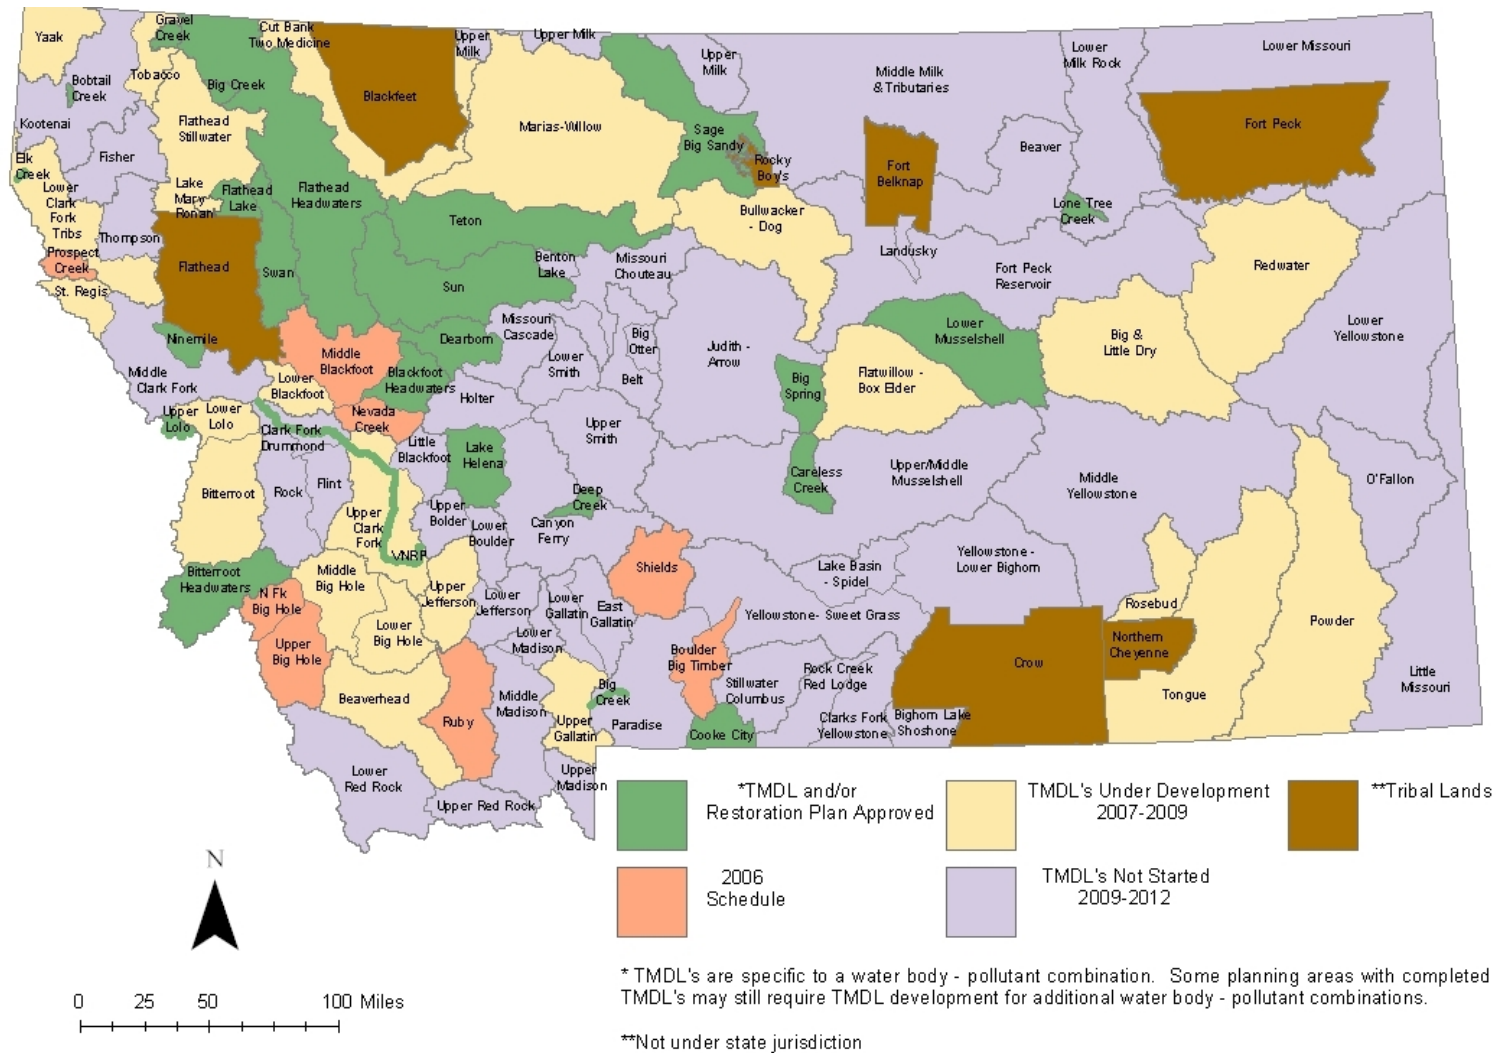 Yaak
Gravel
Creek
Cut Bank
Two Medicine
Upper
Milk
Upper Milk
Upper
Milk
Middle Milk
& Tributaries
Lower
Milk Rock
Lower Missouri
Bobtail
Creek
Tobacco
Big Creek
Blackfeet
Marias-Willow
Fort Peck
Kootenai
Flathead
Stillwater
Sage
Big Sandy
Rocky
Boy's
Fort
Belknap
Beaver
Elk
Creek
Fisher
Lower
Clark
Fork
Tribs
Lake
Mary
Ronan
Flathead
Lake
Flathead
Headwaters
Teton
Bullwacker
- Dog
Lone Tree
Creek
Thompson
Prospect
Creek
Flathead
Swan
Sun
Benton
Lake
Missouri
Chouteau
Landusky
Fort Peck
Reservoir
Redwater
St. Regis
Ninemile
Middle
Blackfoot
Dearborn
Missouri
Cascade
Lower
Smith
Big
Otter
Belt
Judith -
Arrow
Lower
Musselshell
Big &
Little Dry
Lower
Yellowstone
Middle
Clark Fork
Lower
Blackfoot
Blackfoot
Headwaters
Holter
Big
Spring
Flatwillow -
Box Elder
Upper
Lolo
Lower
Lolo
Nevada
Creek
Clark Fork
Drummond
Little
Blackfoot
Lake
Helena
Upper
Smith
Careless
Creek
Upper/Middle
Musselshell
Middle
Yellowstone
O'Fallon
Bitterroot
Rock
Flint
Upper
Clark
Fork
VNRP
Upper
Bolder
Lower
Boulder
Deep
Creek
Canyon
Ferry
Shields
Lake Basin
- Spidel
Yellowstone -
Lower Bighorn
Bitterroot
Headwaters
N Fk
Big Hole
Middle
Big Hole
Upper
Jefferson
Lower
Jefferson
Lower
Gallatin
East
Gallatin
Yellowstone- Sweet Grass
Rosebud
Powder
Upper
Big Hole
Lower
Big Hole
Lower
Madison
Boulder
Big Timber
Crow
Northern
Cheyenne
Beaverhead
Ruby
Middle
Madison
Big
Creek
Upper
Gallatin
Paradise
Stillwater
Columbus
Rock Creek
Red Lodge
Clarks Fork
Yellowstone
Bighorn Lake
Shoshone
Tongue
Little
Missouri
Cooke City
Lower
Red Rock
Upper Red Rock
Upper
Madison
*TMDL and/or
Restoration Plan Approved
TMDL's Under Development
2007-2009
**Tribal Lands
2006
Schedule
TMDL's Not Started
2009-2012
N
0 25 50 100 Miles
* TMDL's are specific to a water body - pollutant combination. Some planning areas with completed
TMDL's may still require TMDL development for additional water body - pollutant combinations.
**Not under state jurisdiction